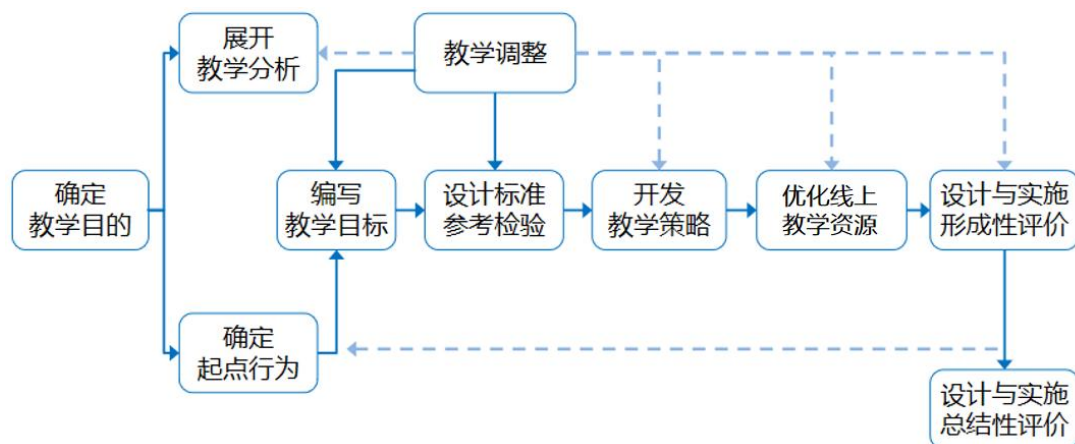 展开
教学分析
教学调整
确定
教学目的
编写
教学目标
设计标准
参考检验
开发
教学策略
优化线上
教学资源
设计与实施
形成性评价
确定
起点行为
设计与实施
总结性评价